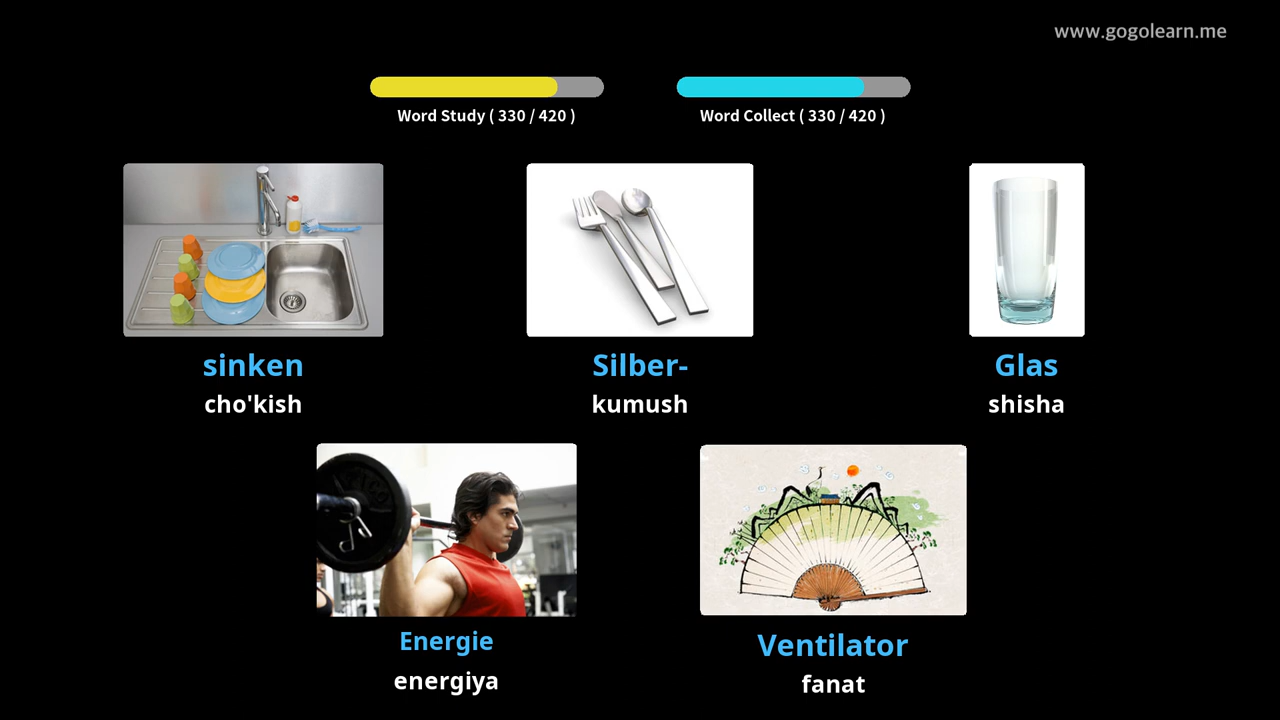 www.gogolearn.me
Word Study ( 330 / 420 )
Word Collect ( 330 / 420 )
sinken
cho'kish
Silber-
kumush
Glas
shisha
Energie
energiya
Ventilator
fanat